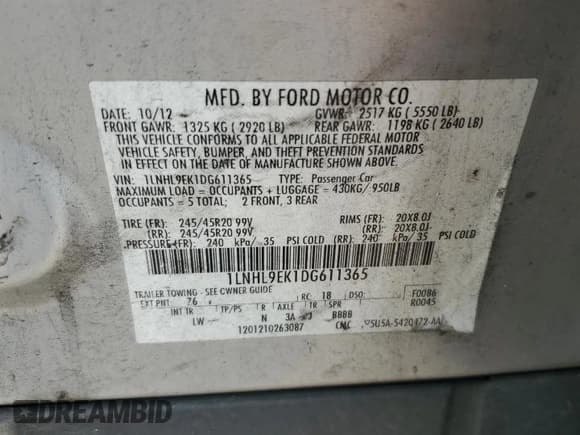 MFD. BY FORD MOTOR CO.
DATE: 10/12 GVWR: 2517 KG ( 5550 LB)
FRONT GAWR: 1325 KG ( 2920 LB) REAR GAWR: 1198 KG ( 2640 LB)
THIS VEHICLE CONFORMS TO ALL APPLICABLE FEDERAL MOTOR
VEHICLE SAFETY, BUMPER, AND THEFT PREVENTION STANDARDS
IN EFFECT ON THE DATE OF MANUFACTURE SHOWN ABOVE.
VIN: 1LNHL9EK1DG611365 TYPE: Passenger Car
MAXIMUM LOAD = OCCUPANTS + LUGGAGE = 430KG/ 950LB
OCCUPANTS = 5 TOTAL; 2 FRONT, 3 REAR
TIRE (FR): 245/45R20 99V RIMS (FR): 20X8.0J
(RR): 245/45R20 99V (RR): 20X8.0J
PRESSURE(FR): 240 kPa/ 35 PSI COLD (RR): 240 kPa/ 35 PSI COLD
1LNHL9EK1DG611365
TRAILER TOWING - SEE OWNER GUIDE
EXT PNT: 76 RC: 18 DSO: F0086
INT TR AXLE TR SPR R0045
LW N 3A J BBBB
1201210263087 CMC
DREAMBID